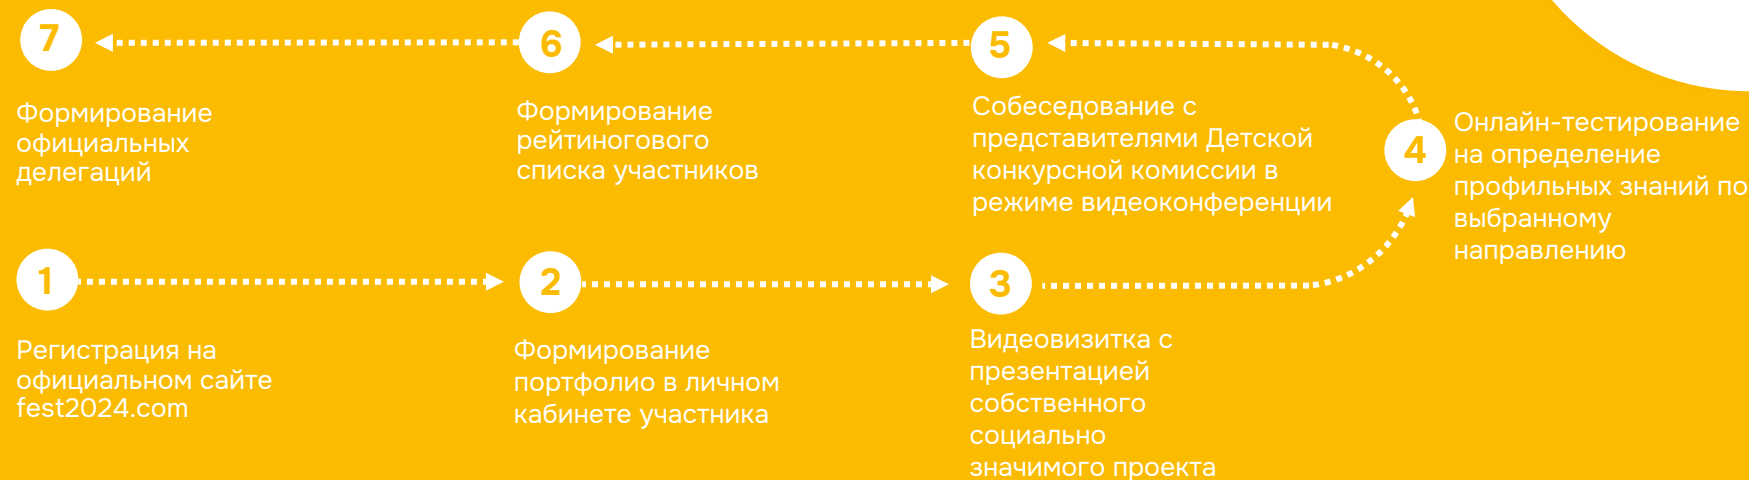 7
Формирование
официальных
делегаций
6
Формирование
рейтингового
списка участников
5
Собеседование с
представителями Детской
конкурсной комиссии в
режиме видеоконференции
4
Онлайн-тестирование
на определение
профильных знаний по
выбранному
направлению
1
Регистрация на
официальном сайте
fest2024.com
2
Формирование
портфолио в личном
кабинете участника
3
Видеовизитка с
презентацией
собственного
социально
значимого проекта